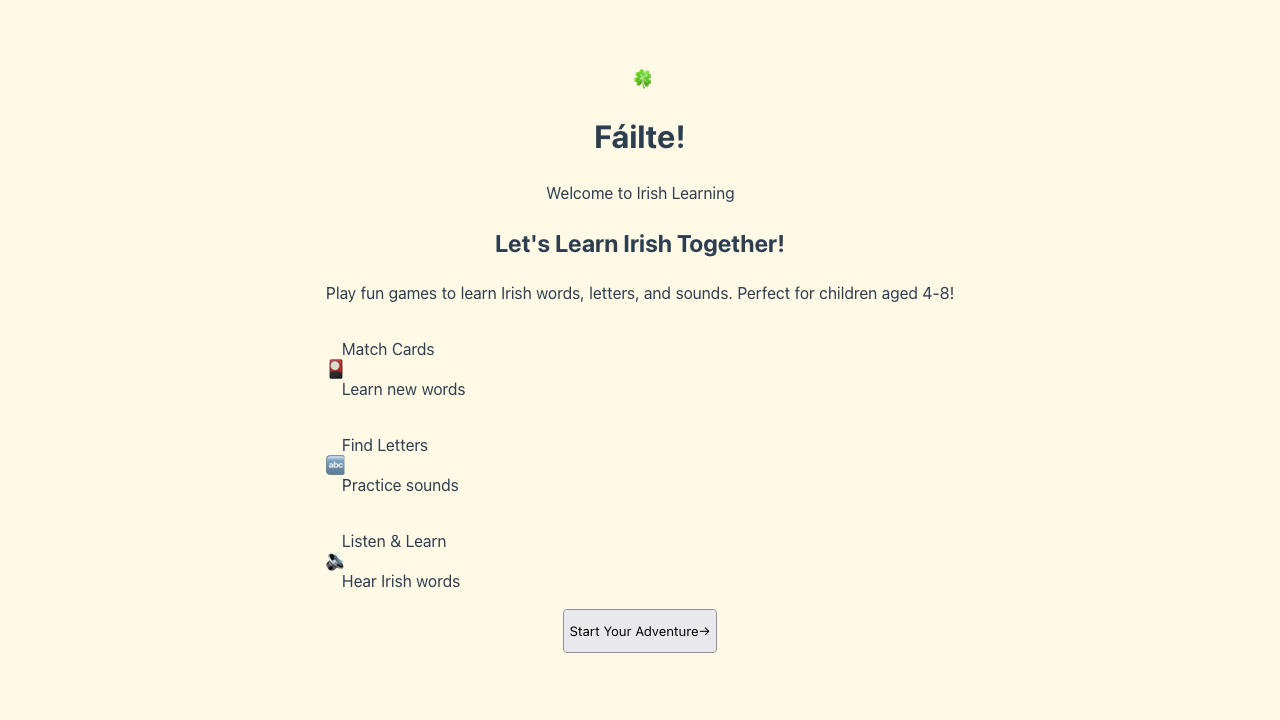 Fáilte!
Welcome to Irish Learning
Let's Learn Irish Together!
Play fun games to learn Irish words, letters, and sounds. Perfect for children aged 4-8!
Match Cards
Learn new words
Find Letters
abc
Practice sounds
Listen & Learn
Hear Irish words
Start Your Adventure→